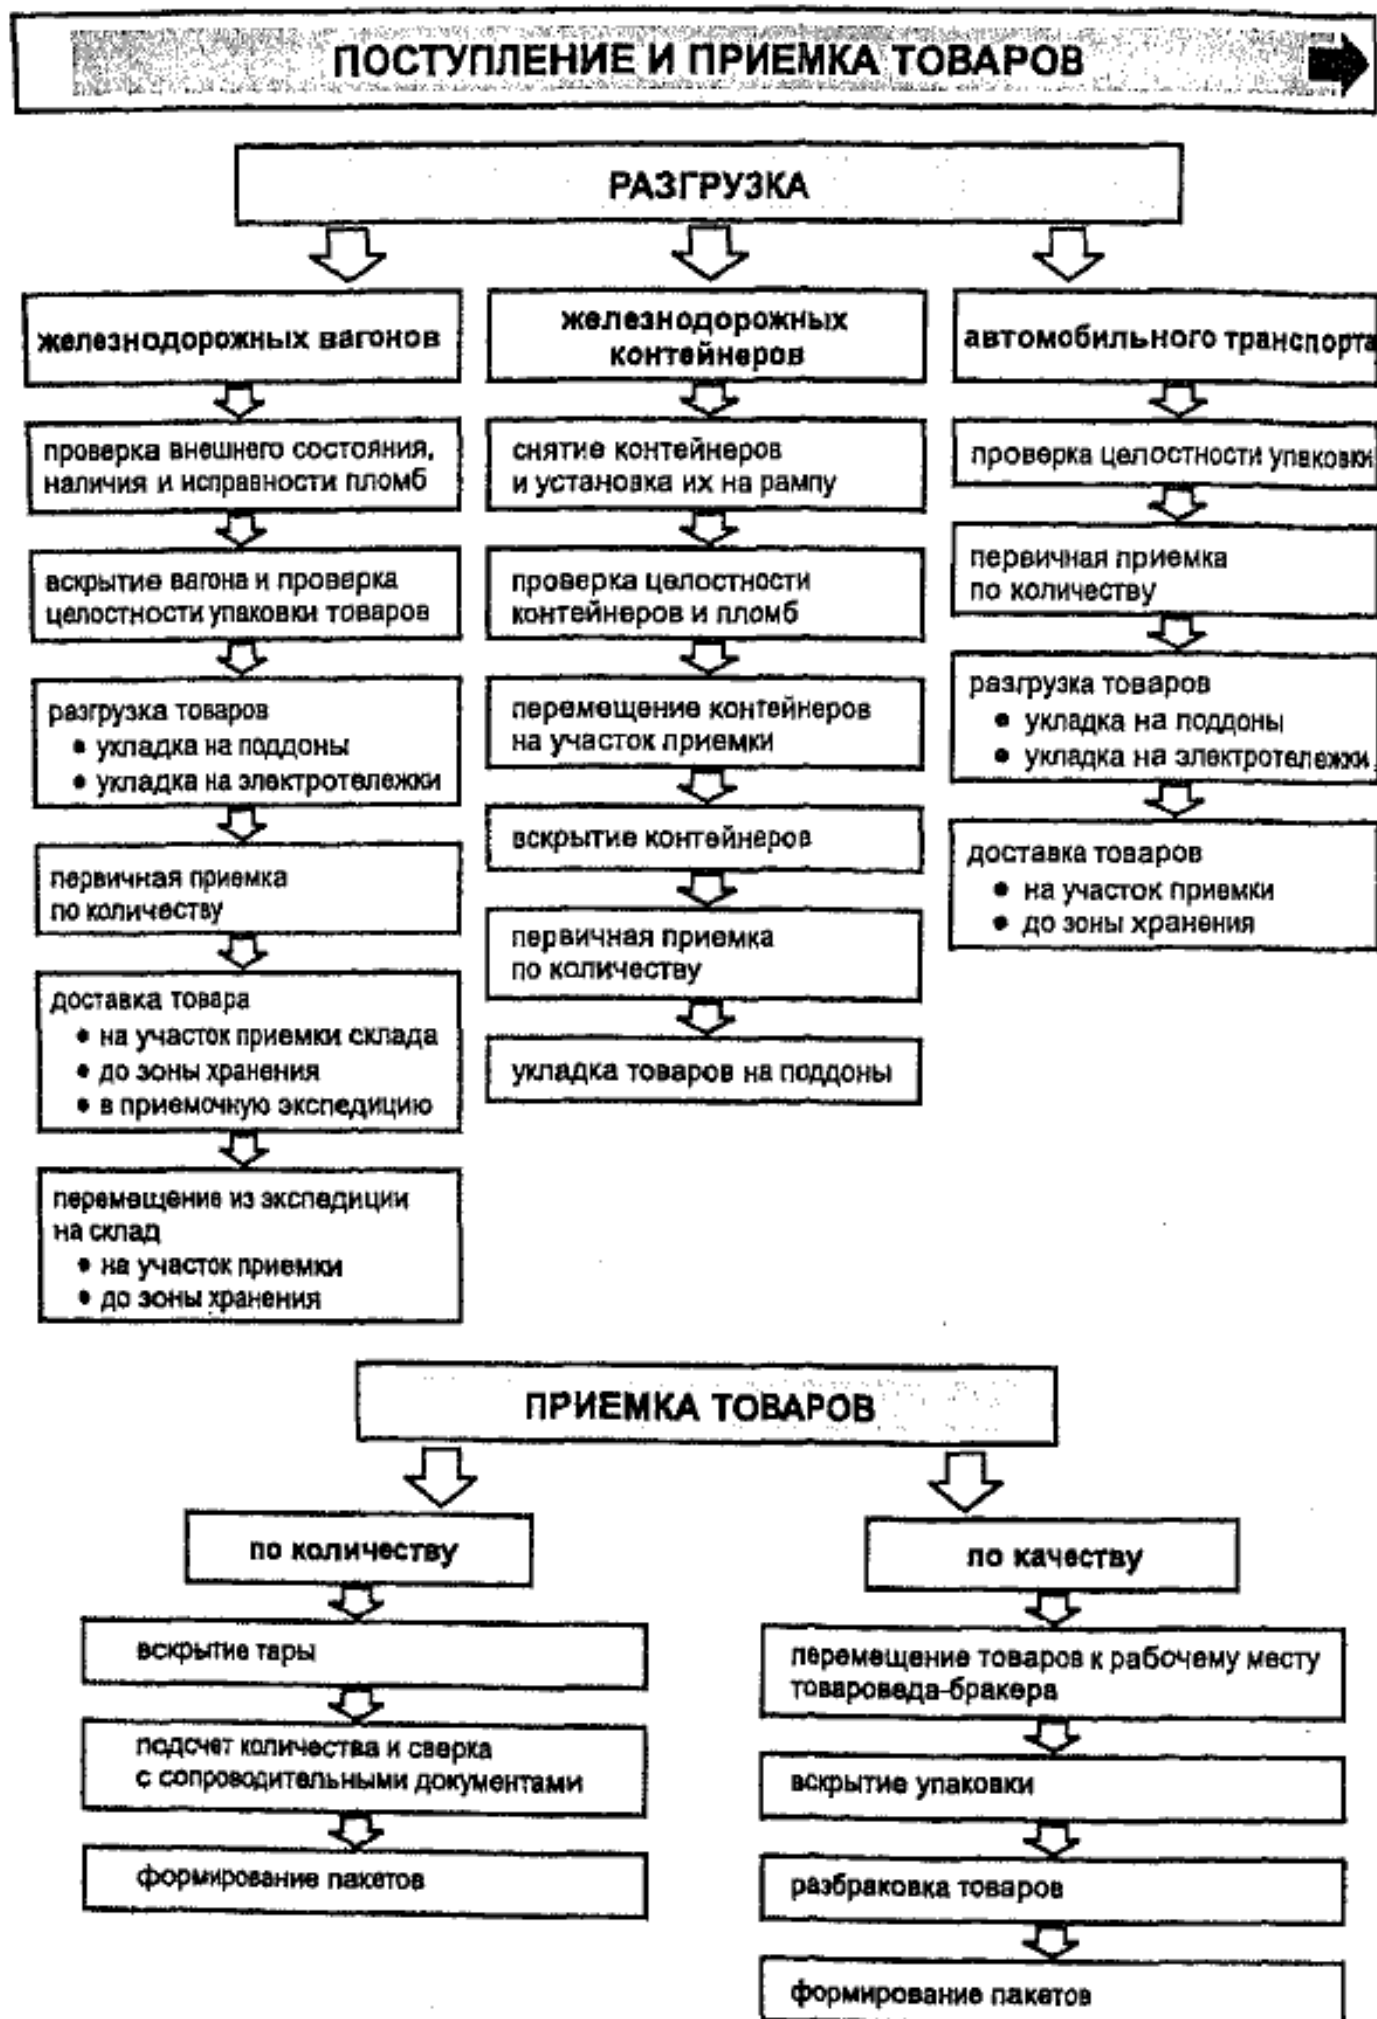 ПОСТУПЛЕНИЕ И ПРИЕМКА ТОВАРОВ
РАЗГРУЗКА
железнодорожных вагонов
проверка внешнего состояния,
наличия и исправности пломб
вскрытие вагона и проверка
целостности упаковки товаров
разгрузка товаров
• укладка на поддоны
• укладка на электротележки
первичная приемка
по количеству
доставка товара
• на участок приемки склада
• до зоны хранения
• в приемочную экспедицию
перемещение из экспедиции
на склад
• на участок приемки
• до зоны хранения
железнодорожных
контейнеров
снятие контейнеров
и установка их на рампу
проверка целостности
контейнеров и пломб
перемещение контейнеров
на участок приемки
вскрытие контейнеров
первичная приемка
по количеству
укладка товаров на поддоны
автомобильного транспорта
проверка целостности упаковки
первичная приемка
по количеству
разгрузка товаров
• укладка на поддоны
• укладка на электротележки
доставка товаров
• на участок приемки
• до зоны хранения
ПРИЕМКА ТОВАРОВ
по количеству
вскрытие тары
подсчет количества и сверка
с сопроводительными документами
формирование пакетов
по качеству
перемещение товаров к рабочему месту
товароведа-бракера
вскрытие упаковки
разбраковка товаров
формирование пакетов